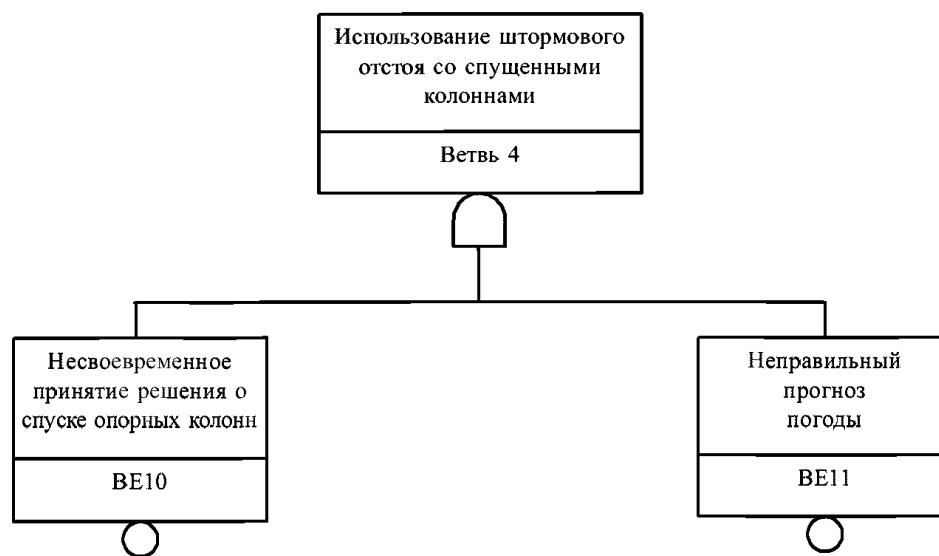 Использование штормового
отстоя со спущенными
колоннами
Ветвь 4
Несвоевременное
принятие решения о
спуске опорных колонн
BE10
Неправильный
прогноз
погоды
BE11